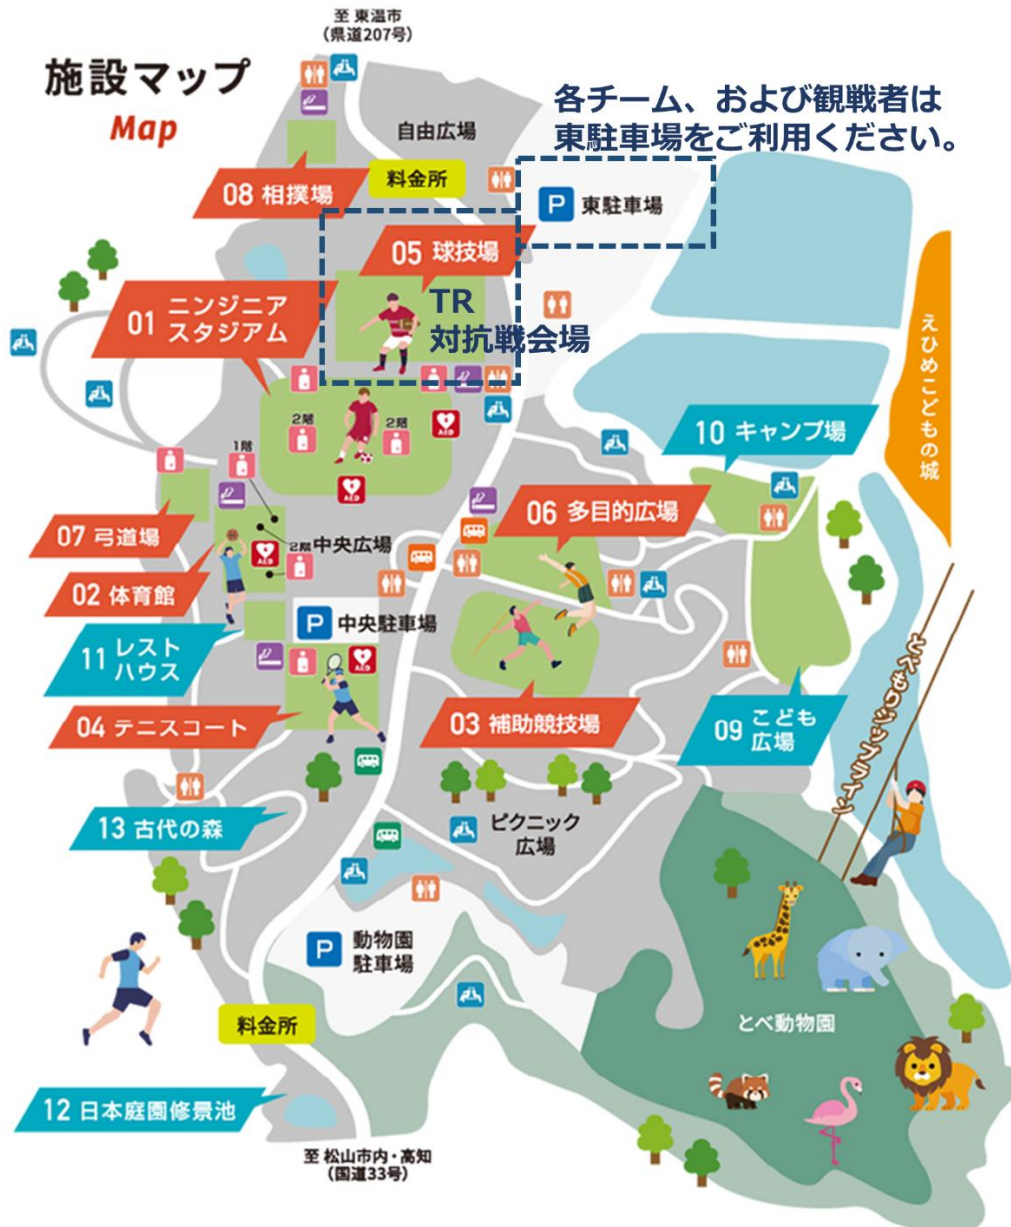 至 東温市
（県道207号）
施設マップ
Map
各チーム、および観戦者は
東駐車場をご利用ください。
自由広場
08 相撲場
料金所
P 東駐車場
05 球技場
01 ニンジニア
スタジアム
TR
対抗戦会場
えひめこどもの城
2階
2階
AED
10 キャンプ場
1階
AED
06 多目的広場
07 弓道場
中央広場
AED
2階
02 体育館
P 中央駐車場
11 レスト
ハウス
AED
とべもりジップライン
04 テニスコート
03 補助競技場
09 こども
広場
13 古代の森
ピクニック
広場
P 動物園
駐車場
料金所
とべ動物園
12 日本庭園修景池
至 松山市内・高知
（国道33号）